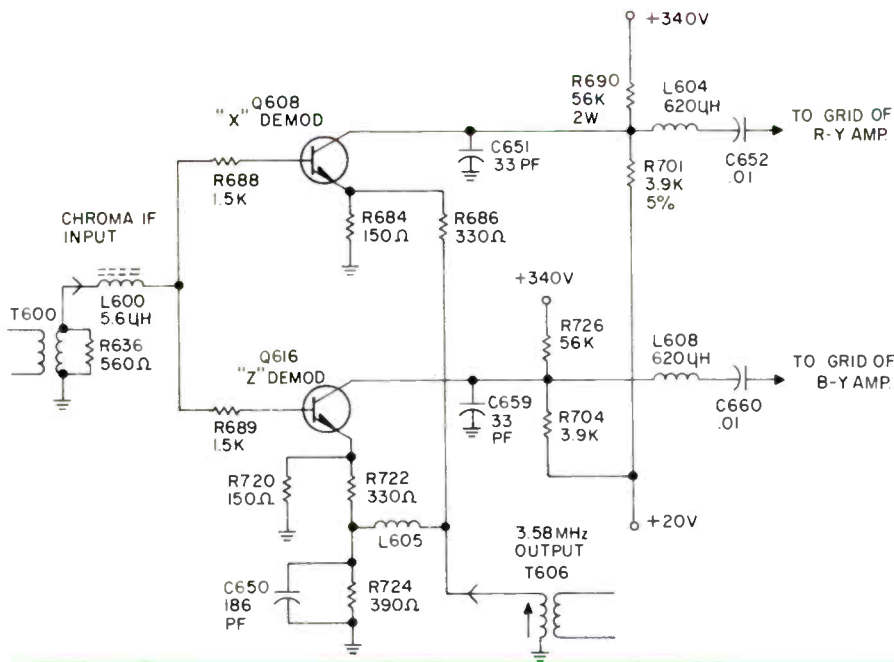 +340V
Q608
"X" DEMOD
R690
56K
2W
L604
620µH
TO GRID OF
R-Y AMP.
C651
33 PF
C652
.01
R688
1.5K
R701
3.9K
5%
CHROMA IF
INPUT
R684
150Ω
R686
330Ω
+340V
T600
L600
5.6µH
R636
560Ω
R726
56K
L608
620µH
Q616
"Z" DEMOD
TO GRID OF
B-Y AMP.
C659
33
PF
C660
.01
R689
1.5K
R704
3.9K
R720
150Ω
R722
330Ω
L605
+20V
3.58MHz
OUTPUT
T606
C650
186
PF
R724
390Ω